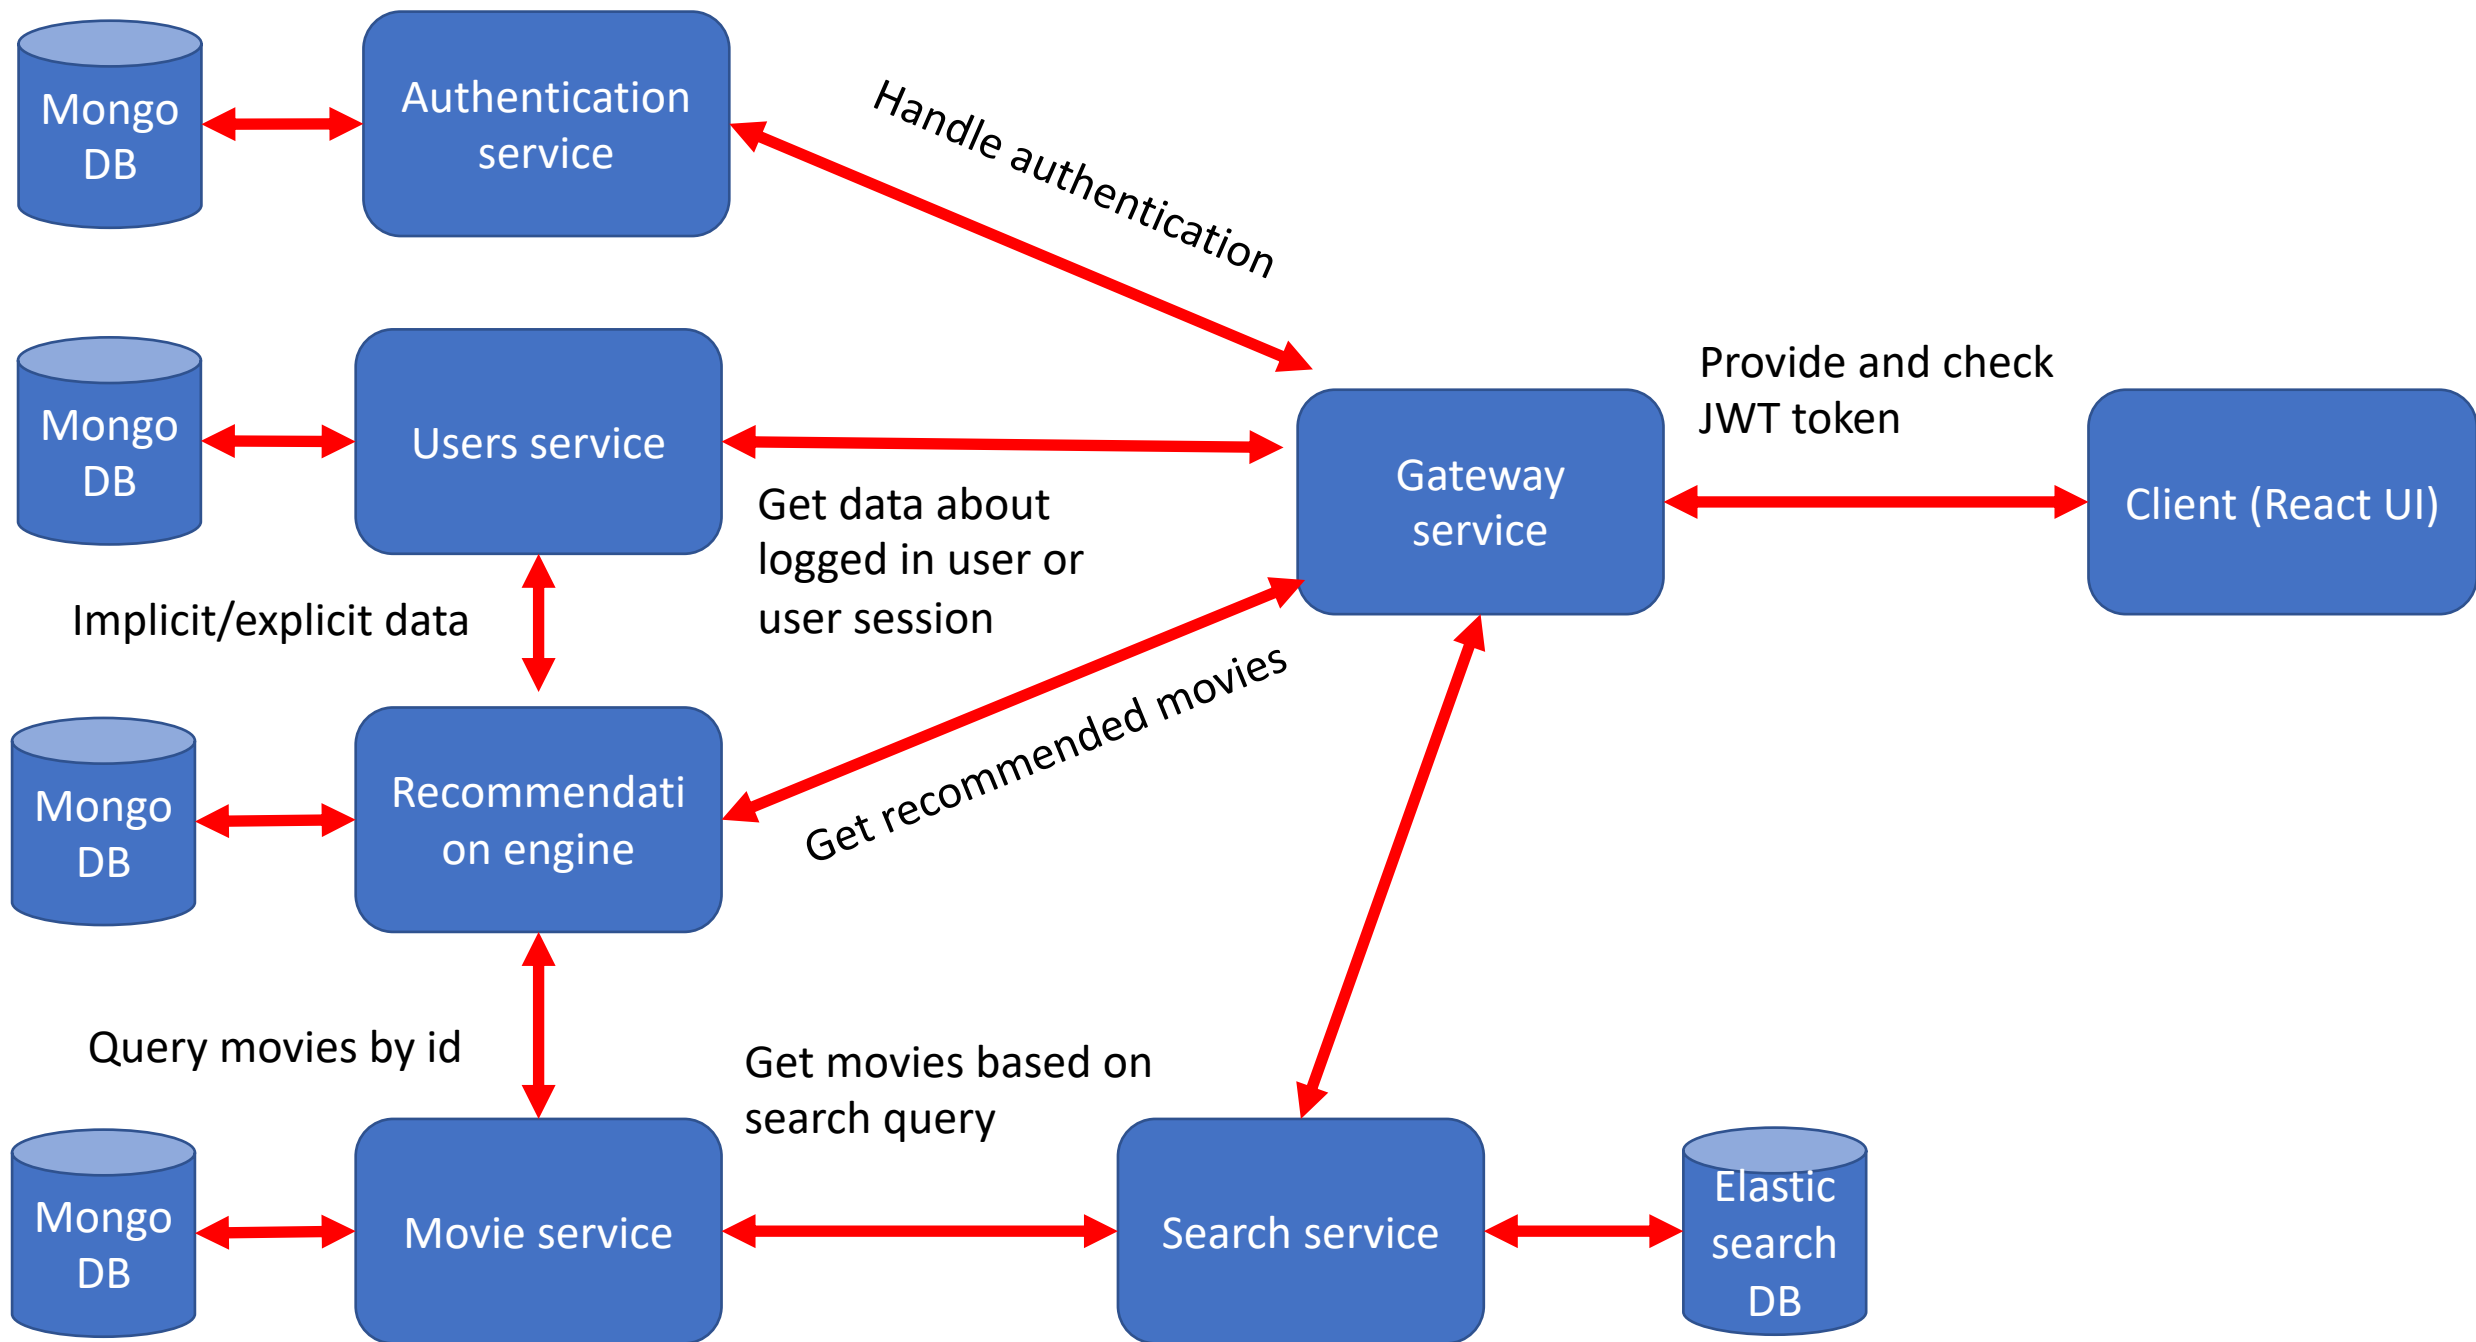 Mongo
DB
Authentication
service
Handle authentication
Mongo
DB
Users service
Get data about
logged in user or
user session
Gateway
service
Provide and check
JWT token
Client (React UI)
Implicit/explicit data
Mongo
DB
Recommendati
on engine
Get recommended movies
Query movies by id
Get movies based on
search query
Mongo
DB
Movie service
Search service
Elastic
search
DB